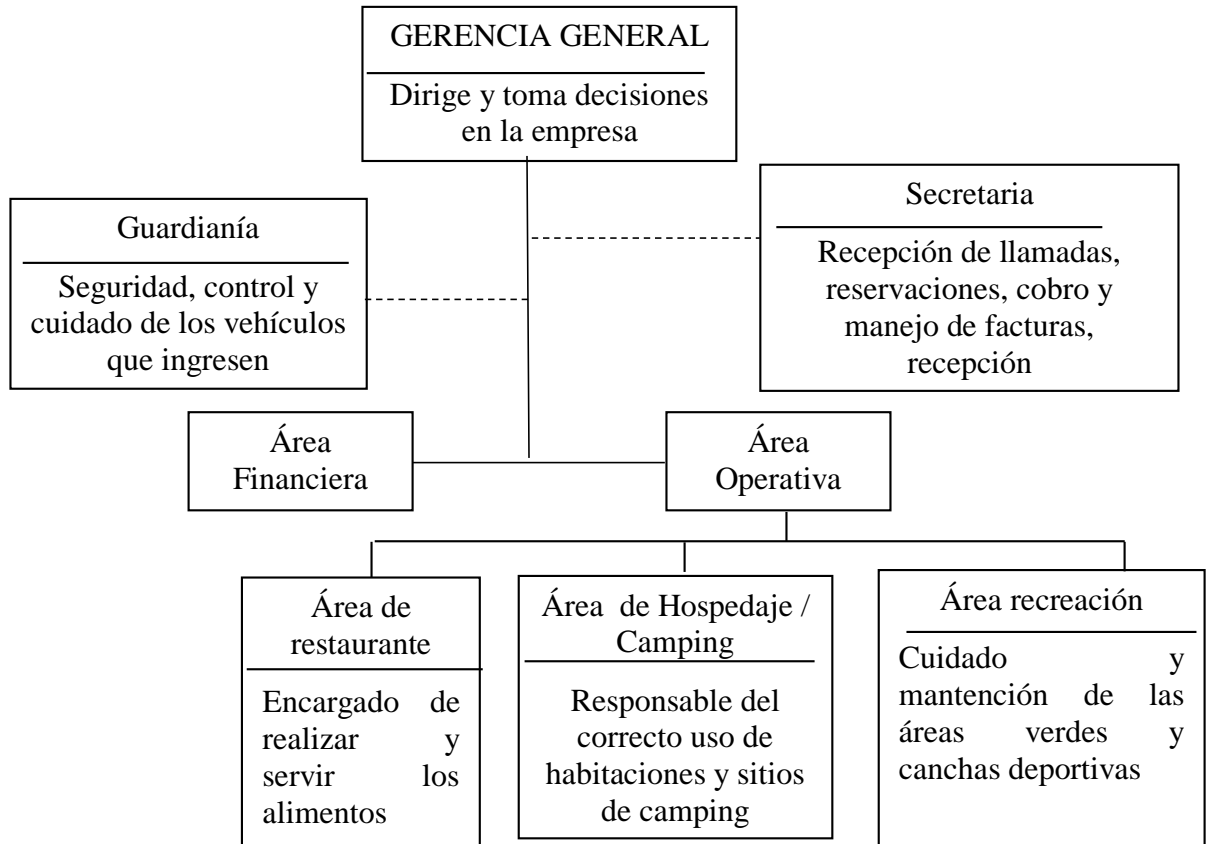 GERENCIA GENERAL
Dirige y toma decisiones
en la empresa
Guardianía
Seguridad, control y
cuidado de los vehículos
que ingresen
Secretaria
Recepción de llamadas,
reservaciones, cobro y
manejo de facturas,
recepción
Área
Financiera
Área
Operativa
Área de
restaurante
Encargado de
realizar y
servir los
alimentos
Área de Hospedaje /
Camping
Responsable del
correcto uso de
habitaciones y sitios
de camping
Área recreación
Cuidado y
mantención de las
áreas verdes y
canchas deportivas